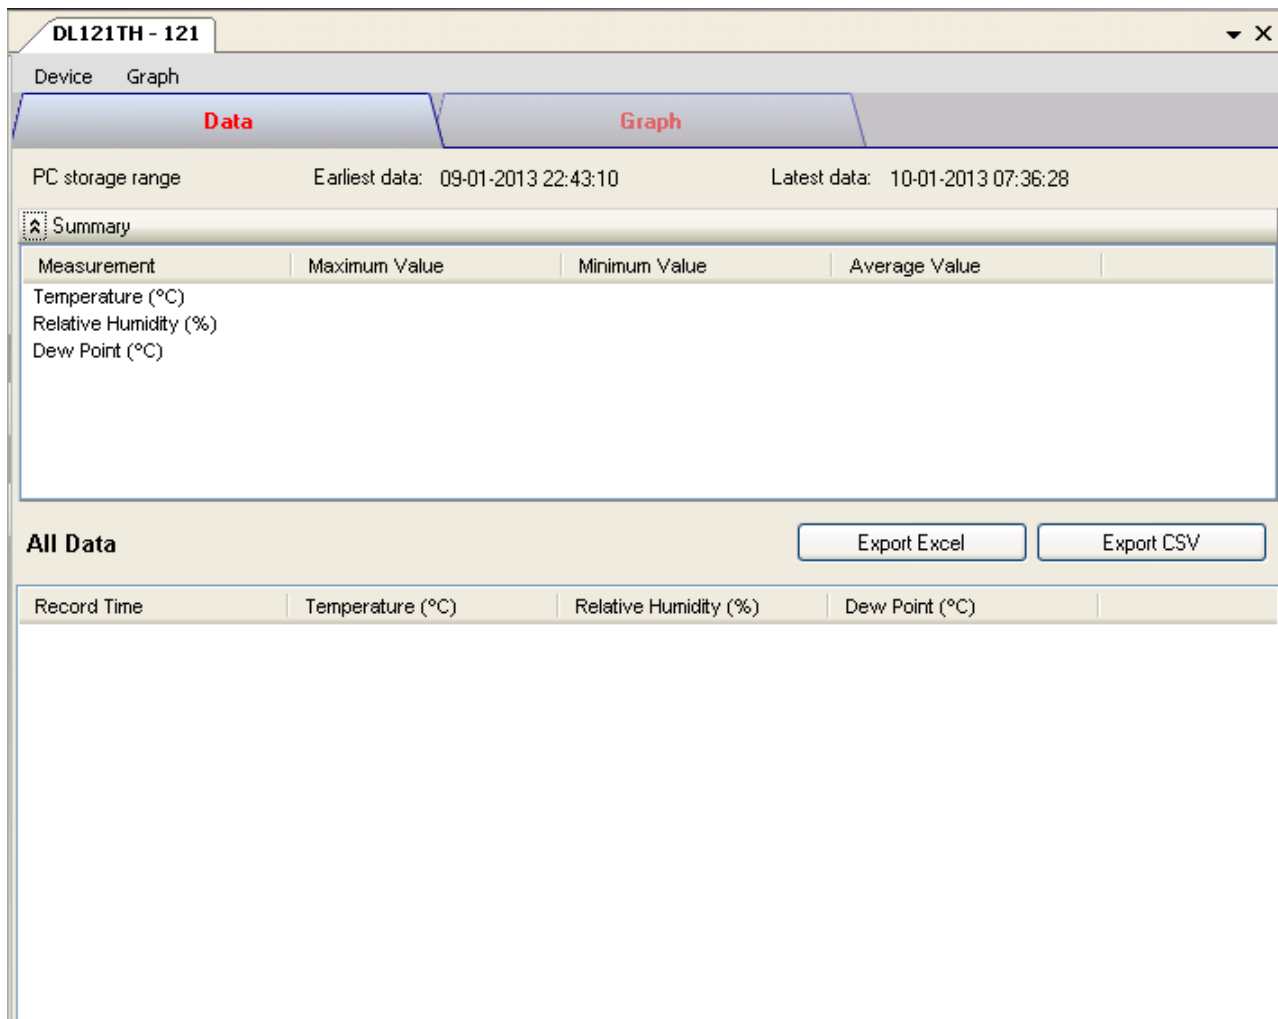 DL121TH - 121
Device Graph
Data Graph
PC storage range Earliest data: 09-01-2013 22:43:10 Latest data: 10-01-2013 07:36:28
Summary
Measurement Maximum Value Minimum Value Average Value
Temperature (°C)
Relative Humidity (%)
Dew Point (°C)
All Data Export Excel Export CSV
Record Time Temperature (°C) Relative Humidity (%) Dew Point (°C)